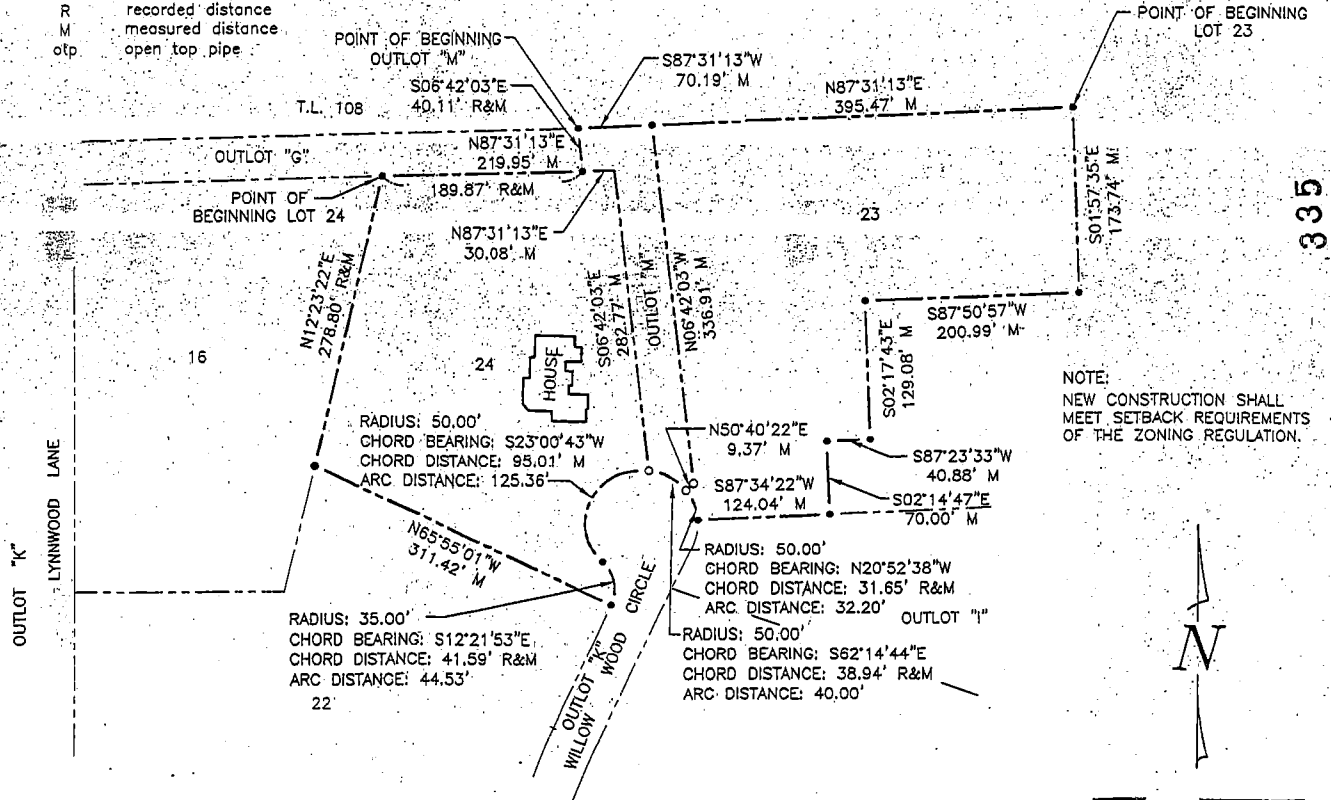 R recorded distance
M measured distance
otp open top pipe
POINT OF BEGINNING
OUTLOT "M"
S06°42'03"E
40.11' R&M
S87°31'13"W
70.19' M
N87°31'13"E
395.47' M
POINT OF BEGINNING
LOT 23
T.L. 108
OUTLOT "G"
N87°31'13"E
219.95' M
189.87' R&M
POINT OF
BEGINNING LOT 24
N87°31'13"E
30.08' M
23
S01°57'35"E
173.74' M
335
N12°23'22"E
278.80' R&M
S06°42'03"E
282.77' M
OUTLOT "M"
N06°42'03"W
336.91' M
S87°50'57"W
200.99' M
16
24
HOUSE
S02°17'43"E
129.08' M
NOTE:
NEW CONSTRUCTION SHALL
MEET SETBACK REQUIREMENTS
OF THE ZONING REGULATION.
RADIUS: 50.00'
CHORD BEARING: S23°00'43"W
CHORD DISTANCE: 95.01' M
ARC DISTANCE: 125.36'
N50°40'22"E
9.37' M
S87°23'33"W
40.88' M
S87°34'22"W
124.04' M
S02°14'47"E
70.00' M
OUTLOT "K"
LYNNWOOD LANE
N65°55'01"W
311.42' M
RADIUS: 50.00'
CHORD BEARING: N20°52'38"W
CHORD DISTANCE: 31.65' R&M
ARC DISTANCE: 32.20'
OUTLOT "I"
RADIUS: 35.00'
CHORD BEARING: S12°21'53"E
CHORD DISTANCE: 41.59' R&M
ARC DISTANCE: 44.53'
22
RADIUS: 50.00'
CHORD BEARING: S62°14'44"E
CHORD DISTANCE: 38.94' R&M
ARC DISTANCE: 40.00'
OUTLOT "K"
WILLOW WOOD CIRCLE
N